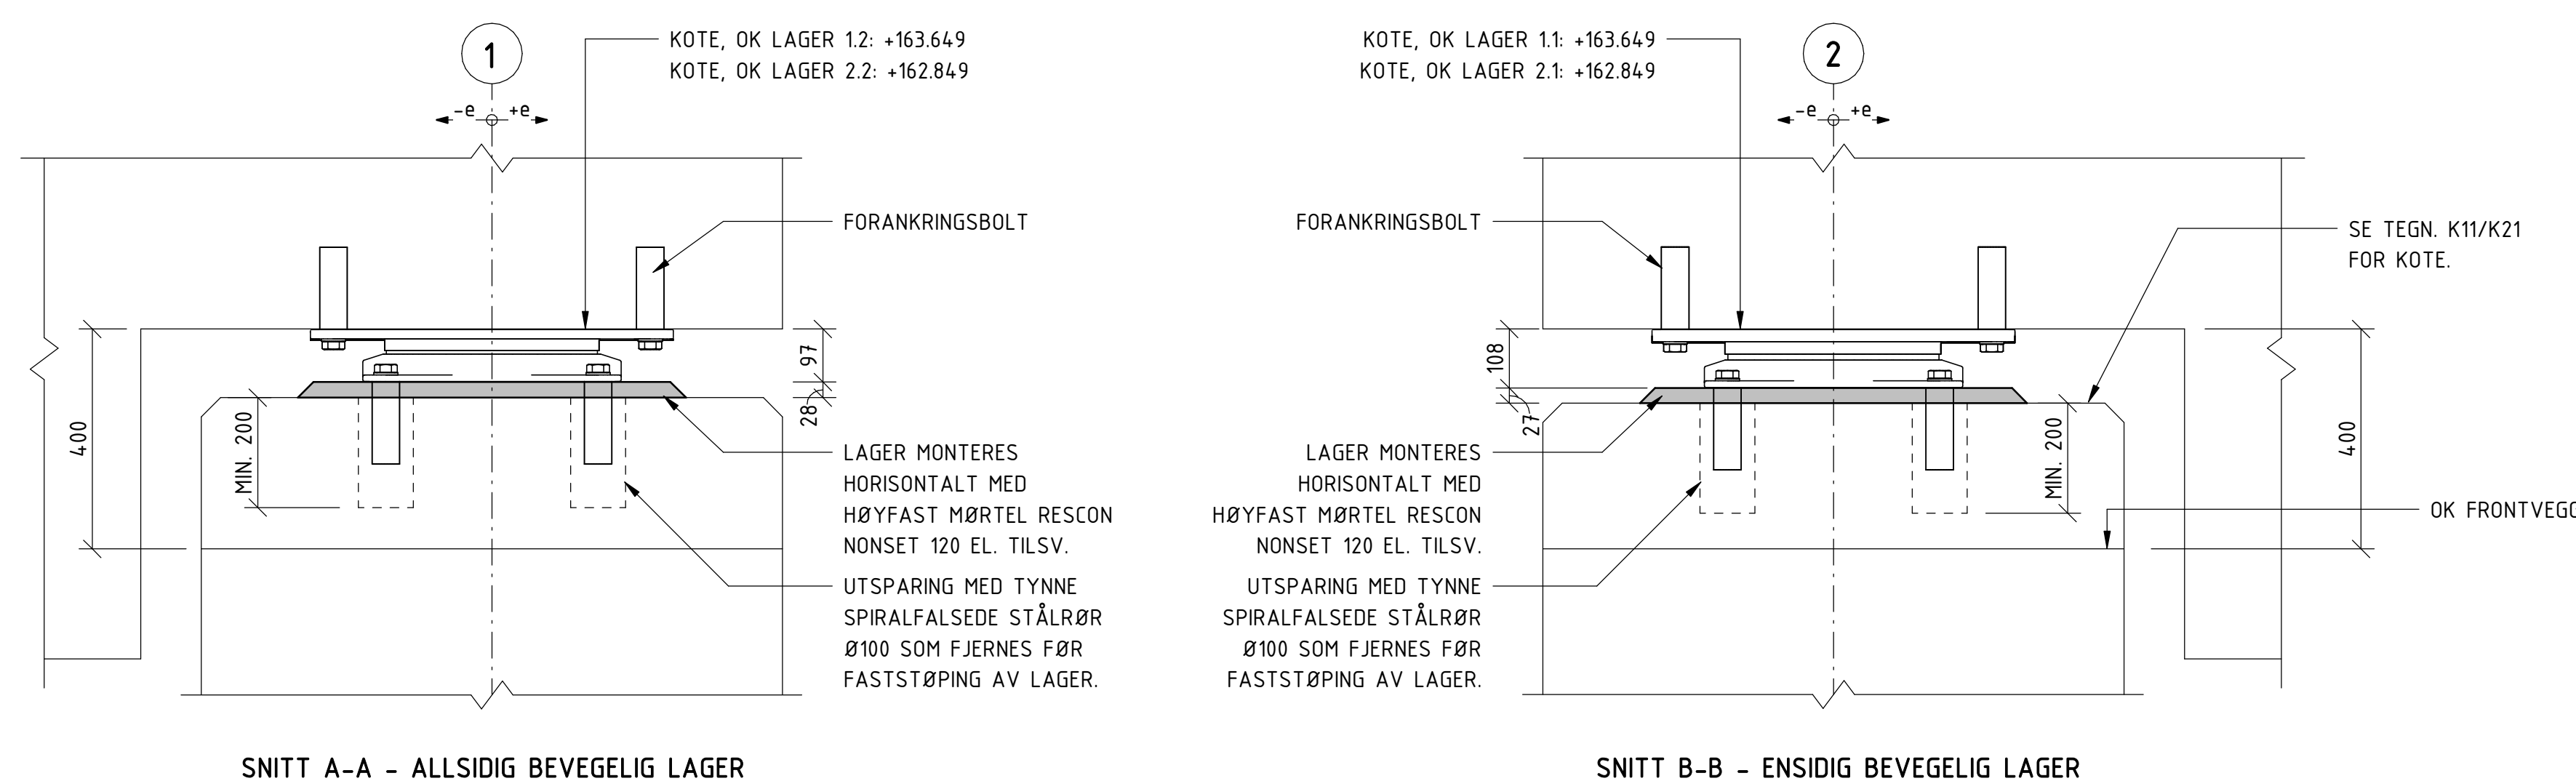 1
-e +e
KOTE, OK LAGER 1.2: +163.649
KOTE, OK LAGER 2.2: +162.849
FORANKRINGSBOLT
97
28
400
MIN. 200
LAGER MONTERES
HORISONTALT MED
HØYFAST MØRTEL RESCON
NONSET 120 EL. TILSV.
UTSPARING MED TYNNE
SPIRALFALSEDE STÅLRØR
Ø100 SOM FJERNES FØR
FASTSTØPING AV LAGER.
SNITT A-A - ALLSIDIG BEVEGELIG LAGER
KOTE, OK LAGER 1.1: +163.649
KOTE, OK LAGER 2.1: +162.849
2
-e +e
FORANKRINGSBOLT
SE TEGN. K11/K21
FOR KOTE.
108
27
LAGER MONTERES
HORISONTALT MED
HØYFAST MØRTEL RESCON
NONSET 120 EL. TILSV.
UTSPARING MED TYNNE
SPIRALFALSEDE STÅLRØR
Ø100 SOM FJERNES FØR
FASTSTØPING AV LAGER.
MIN. 200
400
OK FRONTVEGG
SNITT B-B - ENSIDIG BEVEGELIG LAGER